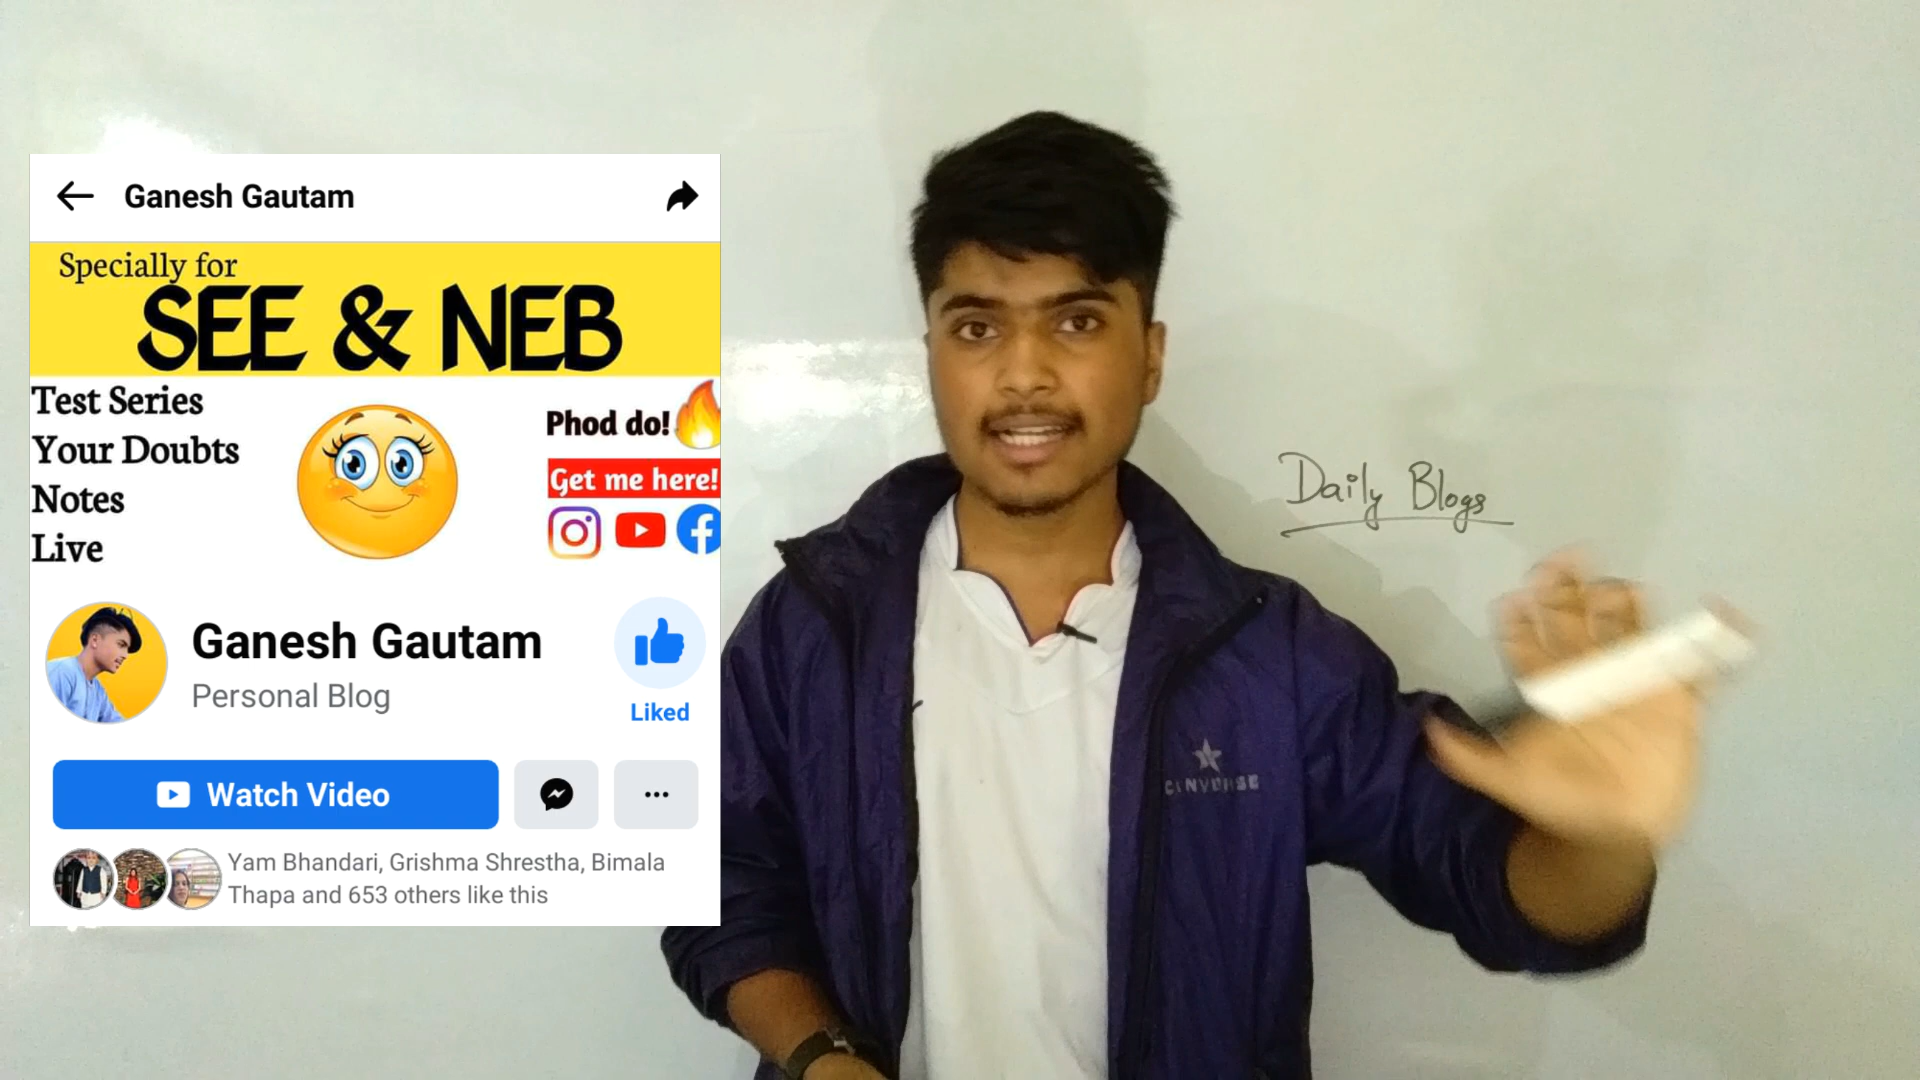 Ganesh Gautam
Specially for
SEE & NEB
Test Series
Your Doubts
Notes
Live
Phod do!
Get me here!
Ganesh Gautam
Personal Blog
Liked
Watch Video
Yam Bhandari, Grishma Shrestha, Bimala
Thapa and 653 others like this
Daily Blogs
CONVERSE